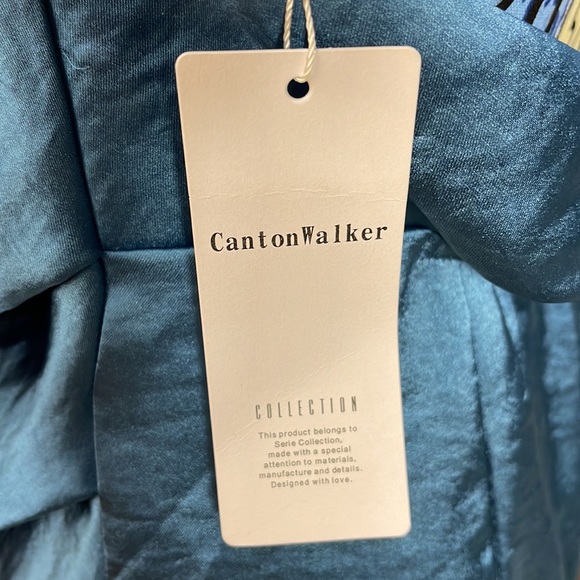 CantonWalker
COLLECTION
This product belongs to
Serie Collection,
made with a special
attention to materials,
manufacture and details.
Designed with love.